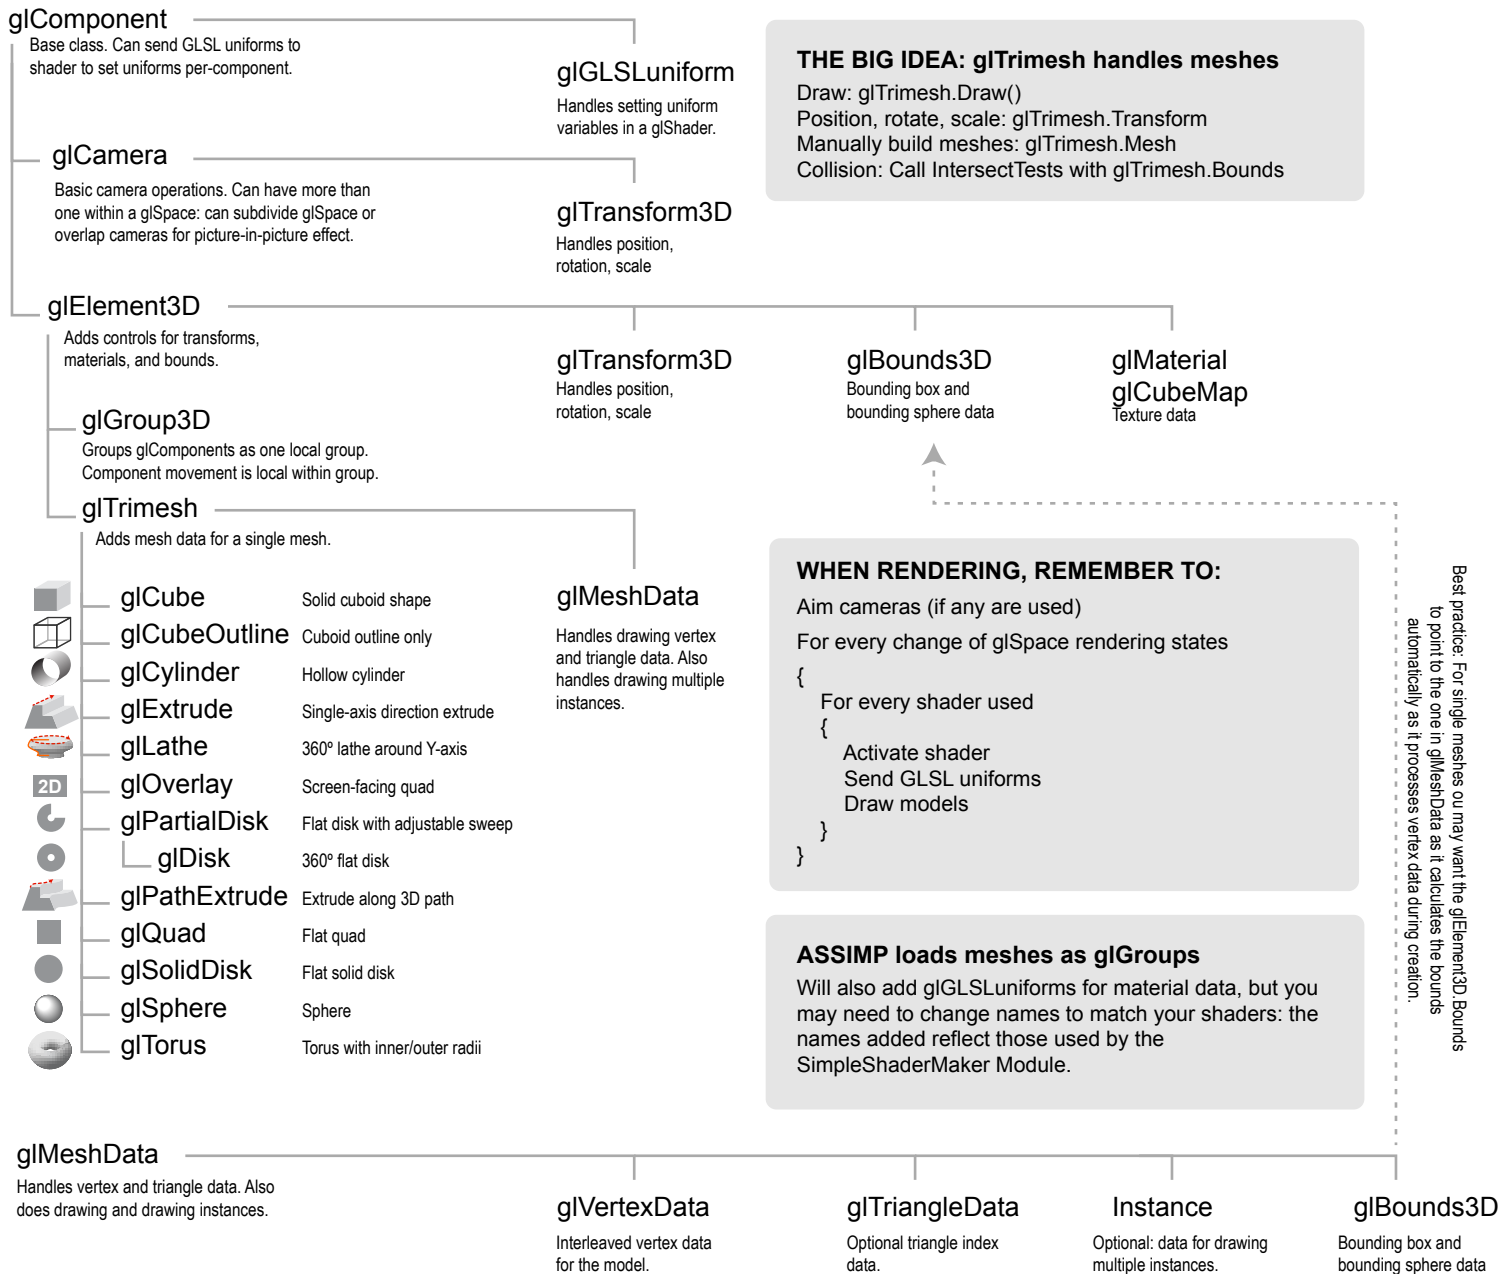 glComponent
Base class. Can send GLSL uniforms to
shader to set uniforms per-component.
glGLSLuniform
Handles setting uniform
variables in a glShader.
THE BIG IDEA: glTrimesh handles meshes
Draw: glTrimesh.Draw()
Position, rotate, scale: glTrimesh.Transform
Manually build meshes: glTrimesh.Mesh
Collision: Call IntersectTests with glTrimesh.Bounds
glCamera
Basic camera operations. Can have more than
one within a glSpace: can subdivide glSpace or
overlap cameras for picture-in-picture effect.
glTransform3D
Handles position,
rotation, scale
glElement3D
Adds controls for transforms,
materials, and bounds.
glTransform3D
Handles position,
rotation, scale
glBounds3D
Bounding box and
bounding sphere data
glMaterial
glCubeMap
Texture data
glGroup3D
Groups glComponents as one local group.
Component movement is local within group.
glTrimesh
Adds mesh data for a single mesh.
glMeshData
Handles drawing vertex
and triangle data. Also
handles drawing multiple
instances.
glCube Solid cuboid shape
glCubeOutline Cuboid outline only
glCylinder Hollow cylinder
glExtrude Single-axis direction extrude
glLathe 360º lathe around Y-axis
2D glOverlay Screen-facing quad
glPartialDisk Flat disk with adjustable sweep
glDisk 360º flat disk
glPathExtrude Extrude along 3D path
glQuad Flat quad
glSolidDisk Flat solid disk
glSphere Sphere
glTorus Torus with inner/outer radii
WHEN RENDERING, REMEMBER TO:
Aim cameras (if any are used)
For every change of glSpace rendering states
{
For every shader used
{
Activate shader
Send GLSL uniforms
Draw models
}
}
ASSIMP loads meshes as glGroups
Will also add glGLSLuniforms for material data, but you
may need to change names to match your shaders: the
names added reflect those used by the
SimpleShaderMaker Module.
Best practice: For single meshes ou may want the glElement3D.Bounds
to point to the one in glMeshData as it calculates the bounds
automatically as it processes vertex data during creation.
glMeshData
Handles vertex and triangle data. Also
does drawing and drawing instances.
glVertexData
Interleaved vertex data
for the model.
glTriangleData
Optional triangle index
data.
Instance
Optional: data for drawing
multiple instances.
glBounds3D
Bounding box and
bounding sphere data